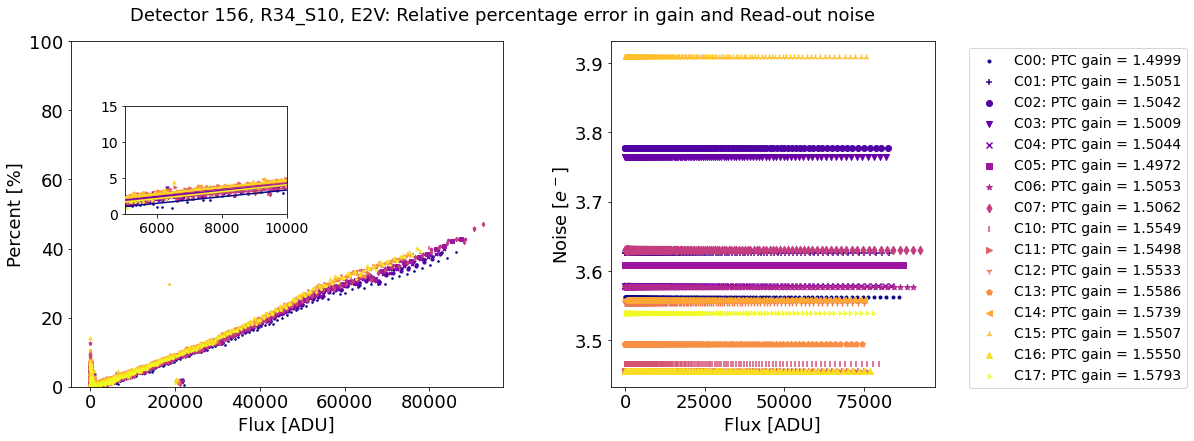 Detector 156, R34_S10, E2V: Relative percentage error in gain and Read-out noise
Percent [%]
100
80
60
40
20
0
15
10
5
0
6000 8000 10000
0 20000 40000 60000 80000
Flux [ADU]
Noise [e⁻]
3.9
3.8
3.7
3.6
3.5
0 25000 50000 75000
Flux [ADU]
C00: PTC gain = 1.4999
C01: PTC gain = 1.5051
C02: PTC gain = 1.5042
C03: PTC gain = 1.5009
C04: PTC gain = 1.5044
C05: PTC gain = 1.4972
C06: PTC gain = 1.5053
C07: PTC gain = 1.5062
C10: PTC gain = 1.5549
C11: PTC gain = 1.5498
C12: PTC gain = 1.5533
C13: PTC gain = 1.5586
C14: PTC gain = 1.5739
C15: PTC gain = 1.5507
C16: PTC gain = 1.5550
C17: PTC gain = 1.5793